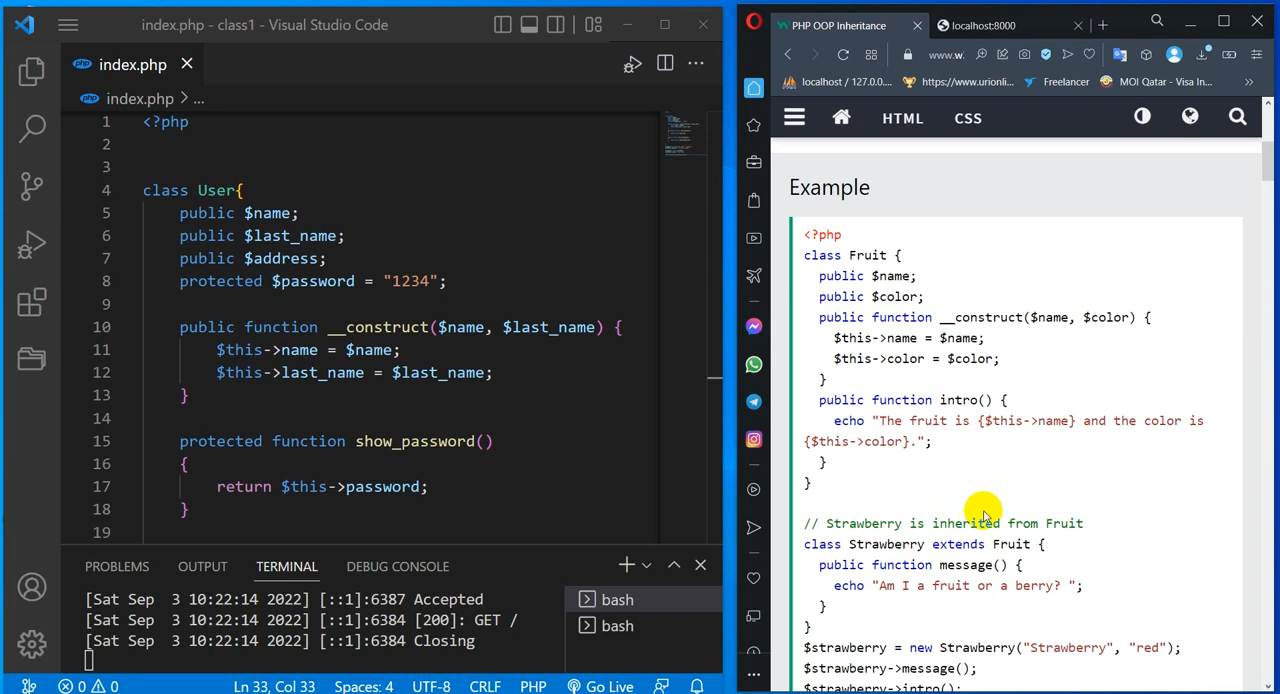 index.php - class1 - Visual Studio Code
php index.php
php index.php > ...
1 <?php
2
3
4 class User{
5 public $name;
6 public $last_name;
7 public $address;
8 protected $password = "1234";
9
10 public function __construct($name, $last_name) {
11 $this->name = $name;
12 $this->last_name = $last_name;
13 }
14
15 protected function show_password()
16 {
17 return $this->password;
18 }
19
PROBLEMS OUTPUT TERMINAL DEBUG CONSOLE
[Sat Sep 3 10:22:14 2022] [::1]:6387 Accepted
[Sat Sep 3 10:22:14 2022] [::1]:6384 [200]: GET /
[Sat Sep 3 10:22:14 2022] [::1]:6384 Closing
bash
bash
0 0 Ln 33, Col 33 Spaces: 4 UTF-8 CRLF PHP Go Live
PHP OOP Inheritance localhost:8000
www.w
localhost / 127.0.0.... https://www.urionli... Freelancer MOI Qatar - Visa In...
HTML CSS
Example
<?php
class Fruit {
public $name;
public $color;
public function __construct($name, $color) {
$this->name = $name;
$this->color = $color;
}
public function intro() {
echo "The fruit is {$this->name} and the color is
{$this->color}.";
}
}
// Strawberry is inherited from Fruit
class Strawberry extends Fruit {
public function message() {
echo "Am I a fruit or a berry? ";
}
}
$strawberry = new Strawberry("Strawberry", "red");
$strawberry->message();
$strawberry->intro();